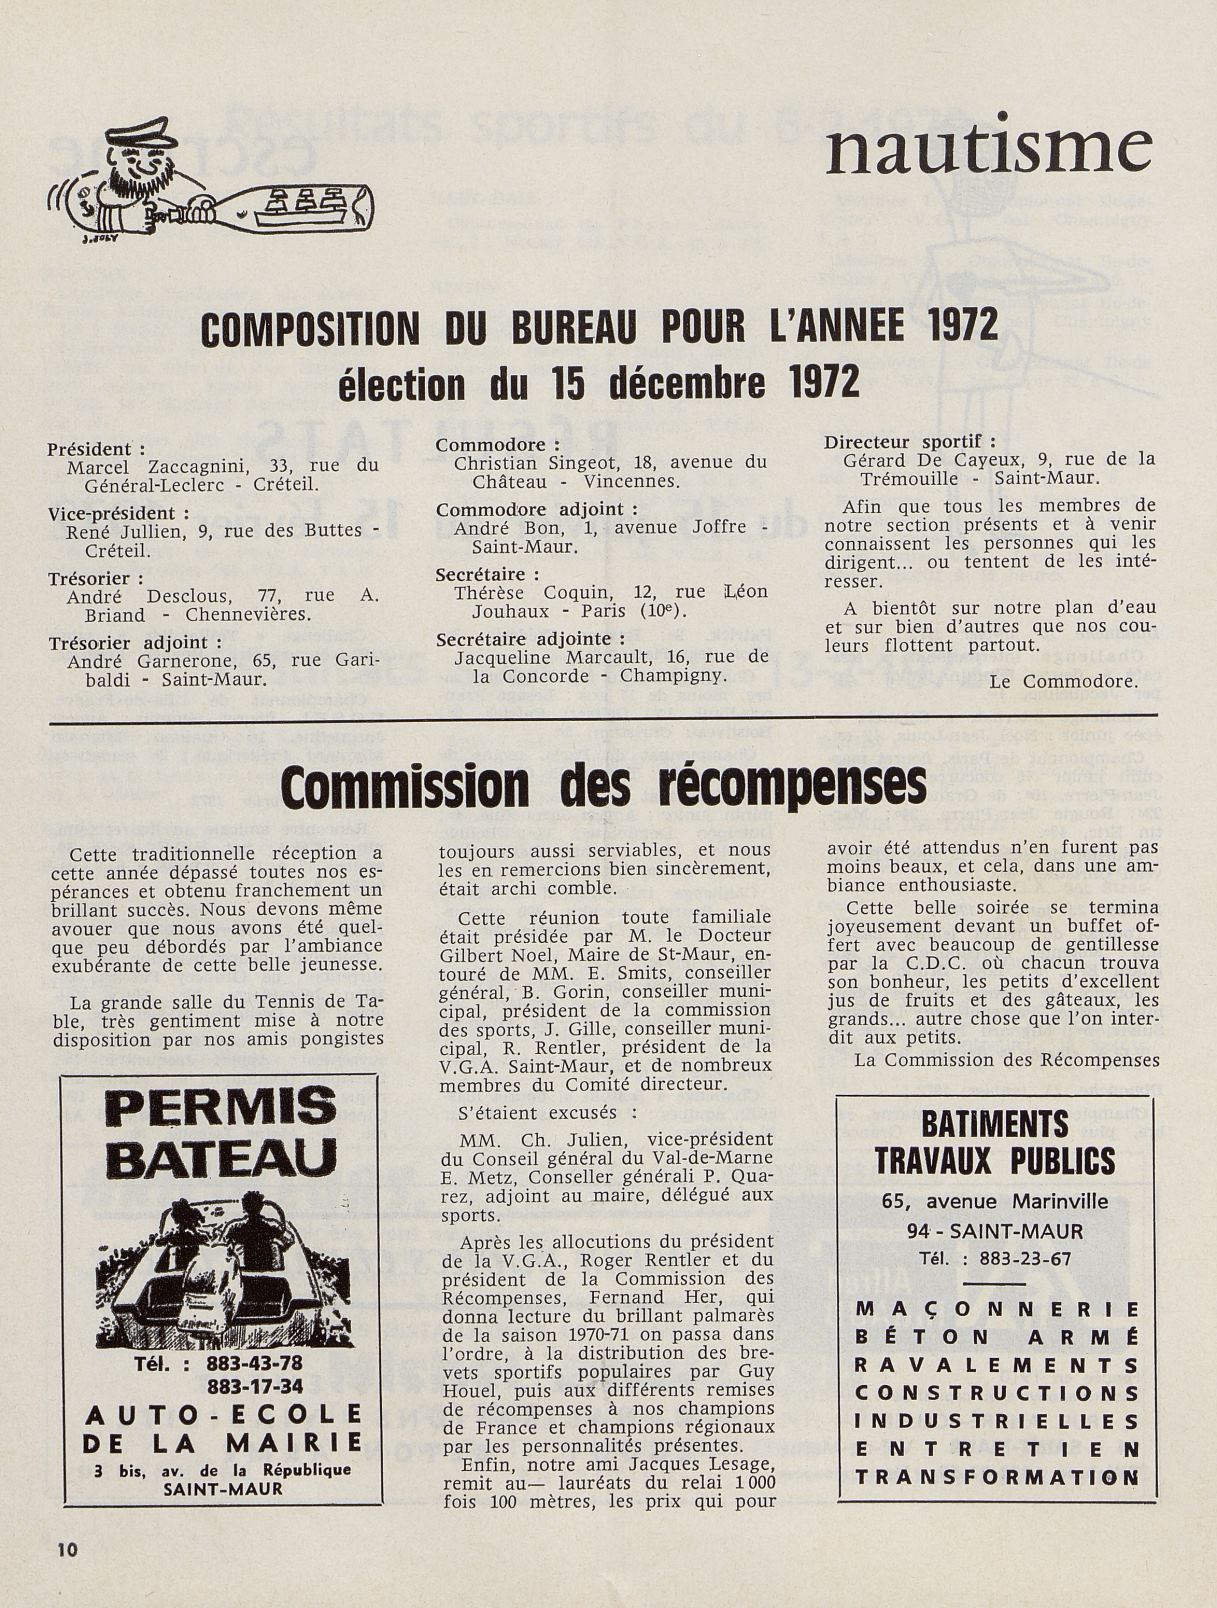 nautisme
J. JOLY
COMPOSITION DU BUREAU POUR L'ANNEE 1972
élection du 15 décembre 1972
Président :
Marcel Zaccagnini, 33, rue du
Général-Leclerc - Créteil.
Vice-président :
René Jullien, 9, rue des Buttes -
Créteil.
Trésorier :
André Desclous, 77, rue A.
Briand - Chennevières.
Trésorier adjoint :
André Garnerone, 65, rue Gari-
baldi - Saint-Maur.
Commodore :
Christian Singeot, 18, avenue du
Château - Vincennes.
Commodore adjoint :
André Bon, 1, avenue Joffre -
Saint-Maur.
Secrétaire :
Thérèse Coquin, 12, rue Léon
Jouhaux - Paris (10e).
Secrétaire adjointe :
Jacqueline Marcault, 16, rue de
la Concorde - Champigny.
Directeur sportif :
Gérard De Cayeux, 9, rue de la
Trémouille - Saint-Maur.
Afin que tous les membres de
notre section présents et à venir
connaissent les personnes qui les
dirigent... ou tentent de les inté-
resser.
A bientôt sur notre plan d'eau
et sur bien d'autres que nos cou-
leurs flottent partout.
Le Commodore.
Commission des récompenses
Cette traditionnelle réception a
cette année dépassé toutes nos es-
pérances et obtenu franchement un
brillant succès. Nous devons même
avouer que nous avons été quel-
que peu débordés par l'ambiance
exubérante de cette belle jeunesse.
La grande salle du Tennis de Ta-
ble, très gentiment mise à notre
disposition par nos amis pongistes
toujours aussi serviables, et nous
les en remercions bien sincèrement,
était archi comble.
Cette réunion toute familiale
était présidée par M. le Docteur
Gilbert Noel, Maire de St-Maur, en-
touré de MM. E. Smits, conseiller
général, B. Gorin, conseiller muni-
cipal, président de la commission
des sports, J. Gille, conseiller muni-
cipal, R. Rentler, président de la
V.G.A. Saint-Maur, et de nombreux
membres du Comité directeur.
S'étaient excusés :
MM. Ch. Julien, vice-président
du Conseil général du Val-de-Marne
E. Metz, Conseller générali P. Qua-
rez, adjoint au maire, délégué aux
sports.
Après les allocutions du président
de la V.G.A., Roger Rentler et du
président de la Commission des
Récompenses, Fernand Her, qui
donna lecture du brillant palmarès
de la saison 1970-71 on passa dans
l'ordre, à la distribution des bre-
vets sportifs populaires par Guy
Houel, puis aux différents remises
de récompenses à nos champions
de France et champions régionaux
par les personnalités présentes.
Enfin, notre ami Jacques Lesage,
remit au— lauréats du relai 1 000
fois 100 mètres, les prix qui pour
avoir été attendus n'en furent pas
moins beaux, et cela, dans une am-
biance enthousiaste.
Cette belle soirée se termina
joyeusement devant un buffet of-
fert avec beaucoup de gentillesse
par la C.D.C. où chacun trouva
son bonheur, les petits d'excellent
jus de fruits et des gâteaux, les
grands... autre chose que l'on inter-
dit aux petits.
La Commission des Récompenses
PERMIS
BATEAU
Tél. : 883-43-78
883-17-34
AUTO-ECOLE
DE LA MAIRIE
3 bis, av. de la République
SAINT-MAUR
BATIMENTS
TRAVAUX PUBLICS
65, avenue Marinville
94 - SAINT-MAUR
Tél. : 883-23-67
MAÇONNERIE
BÉTON ARMÉ
RAVALEMENTS
CONSTRUCTIONS
INDUSTRIELLES
ENTRETIEN
TRANSFORMATION
10